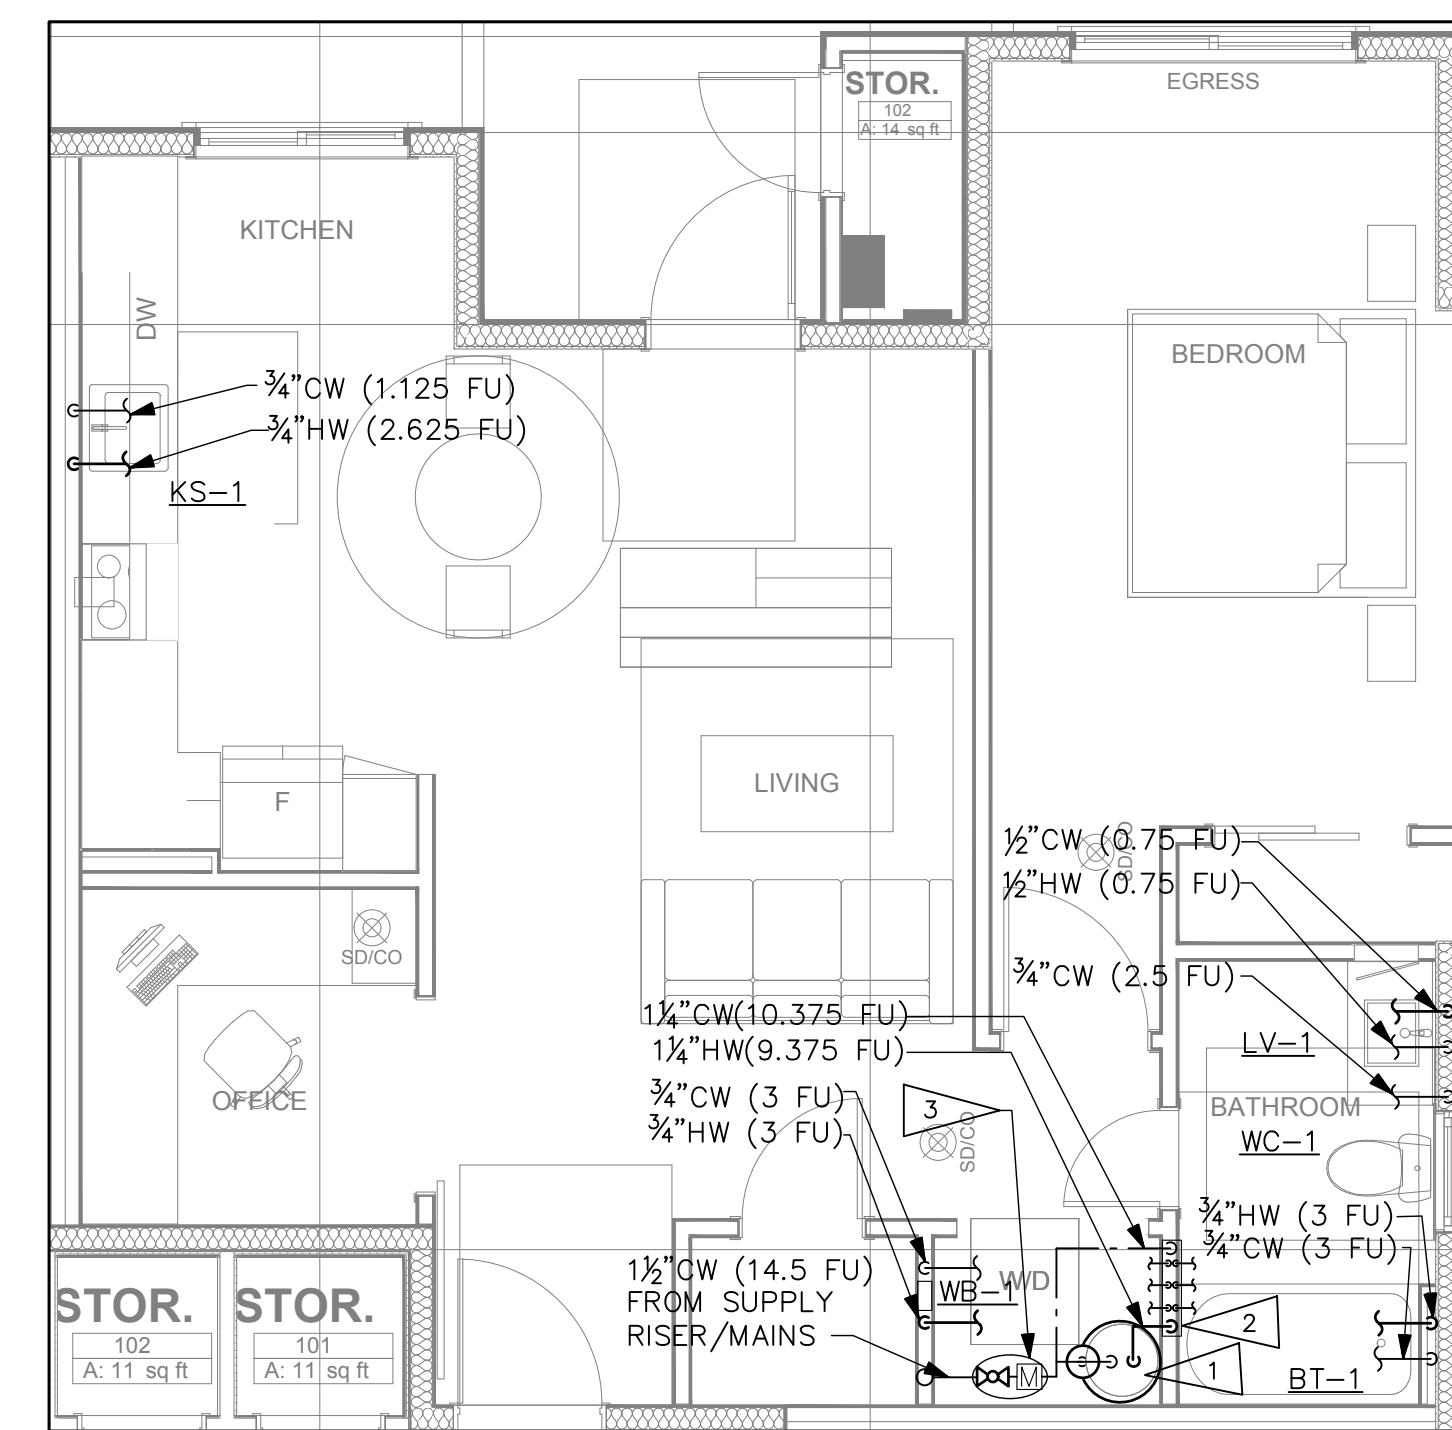 STOR.
102
A: 14 sq ft
EGRESS
KITCHEN
DW
BEDROOM
¾"CW (1.125 FU)
¾"HW (2.625 FU)
KS-1
LIVING
F
½"CW (0.75 FU)
SD/CO
½"HW (0.75 FU)
SD/CO
¾"CW (2.5 FU)
1¼"CW(10.375 FU)
1¼"HW(9.375 FU)
LV-1
OFFICE
¾"CW (3 FU)
3
BATHROOM
¾"HW (3 FU)
SD/CO
WC-1
¾"HW (3 FU)
¾"CW (3 FU)
1½"CW (14.5 FU)
FROM SUPPLY
RISER/MAINS
WB-1
WD
STOR.
102
A: 11 sq ft
STOR.
101
A: 11 sq ft
M
2
1
BT-1